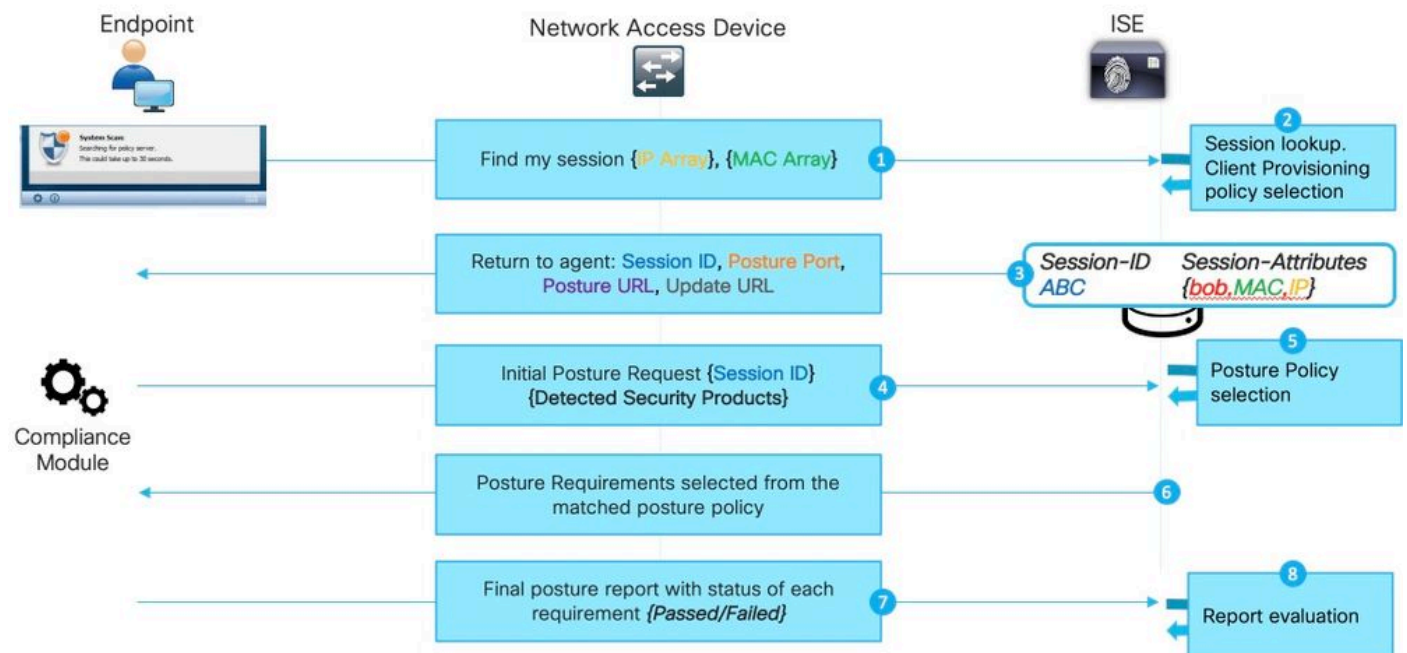 Endpoint
Network Access Device
ISE
System Scan:
Searching for policy server.
This could take up to 30 seconds.
Find my session {IP Array}, {MAC Array}
1
2
Session lookup.
Client Provisioning
policy selection
Return to agent: Session ID, Posture Port,
Posture URL, Update URL
3
Session-ID Session-Attributes
ABC {bob,MAC,IP}
Compliance
Module
Initial Posture Request {Session ID}
{Detected Security Products}
4
5
Posture Policy
selection
Posture Requirements selected from the
matched posture policy
6
Final posture report with status of each
requirement {Passed/Failed}
7
8
Report evaluation